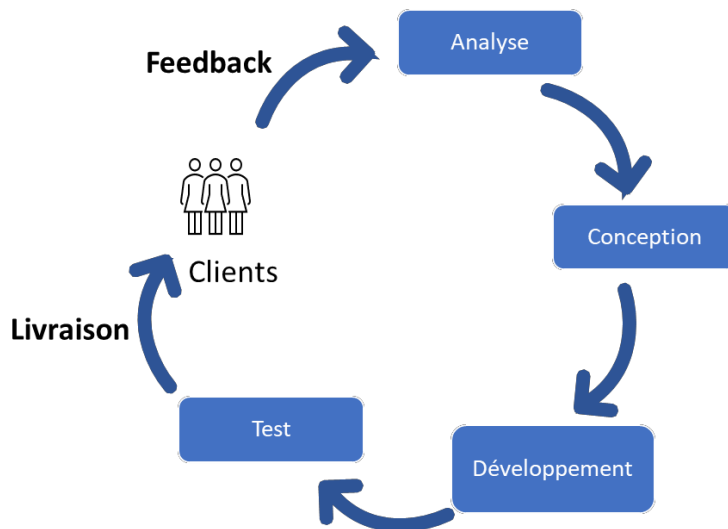 Analyse
Feedback
Conception
Clients
Livraison
Test
Développement